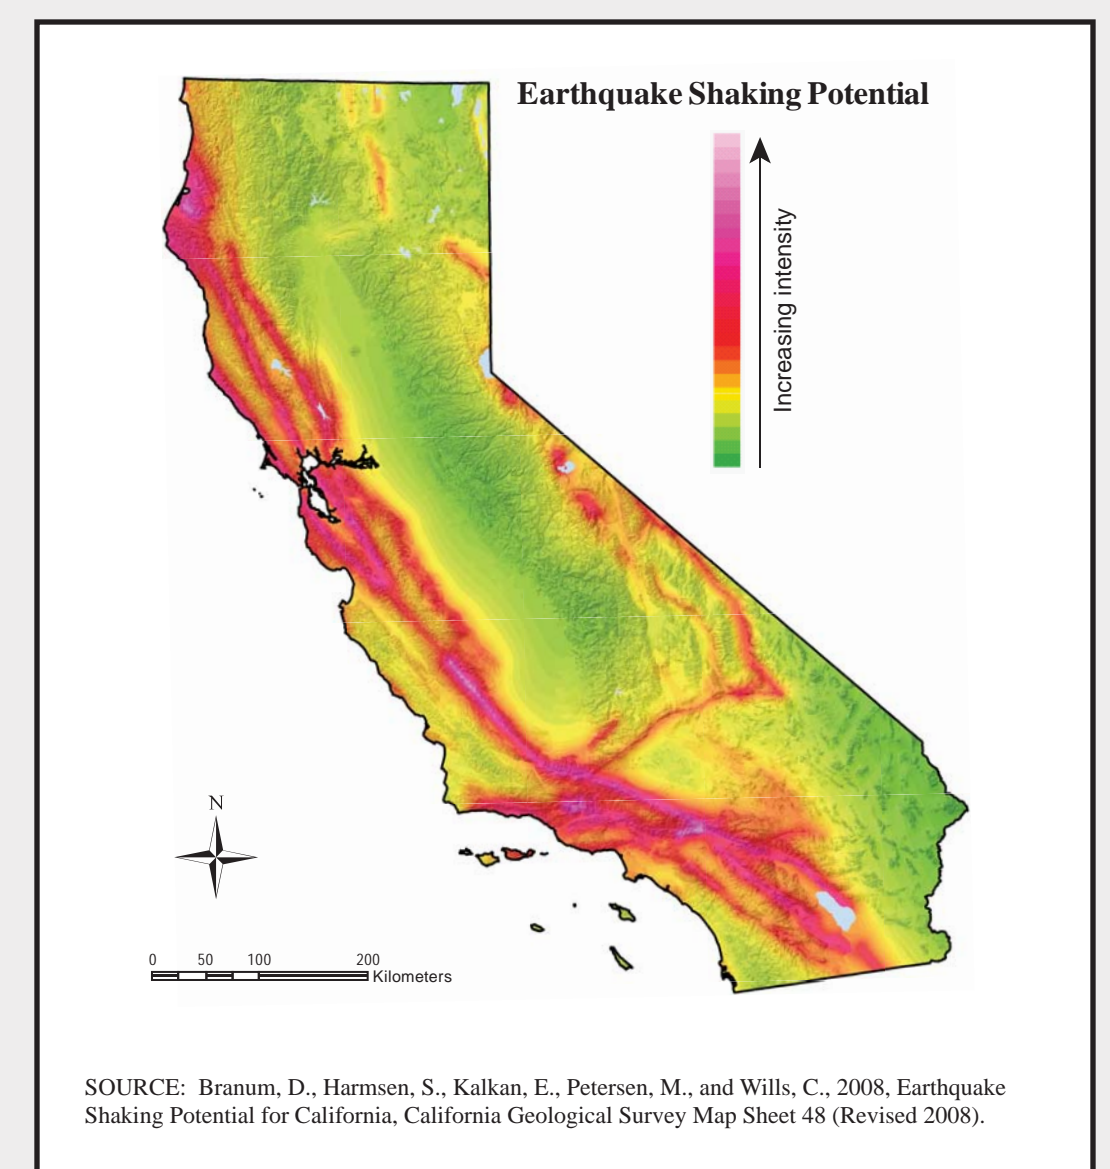 Earthquake Shaking Potential
Increasing intensity
N
0 50 100 200
Kilometers
SOURCE: Branum, D., Harmsen, S., Kalkan, E., Petersen, M., and Wills, C., 2008, Earthquake
Shaking Potential for California, California Geological Survey Map Sheet 48 (Revised 2008).